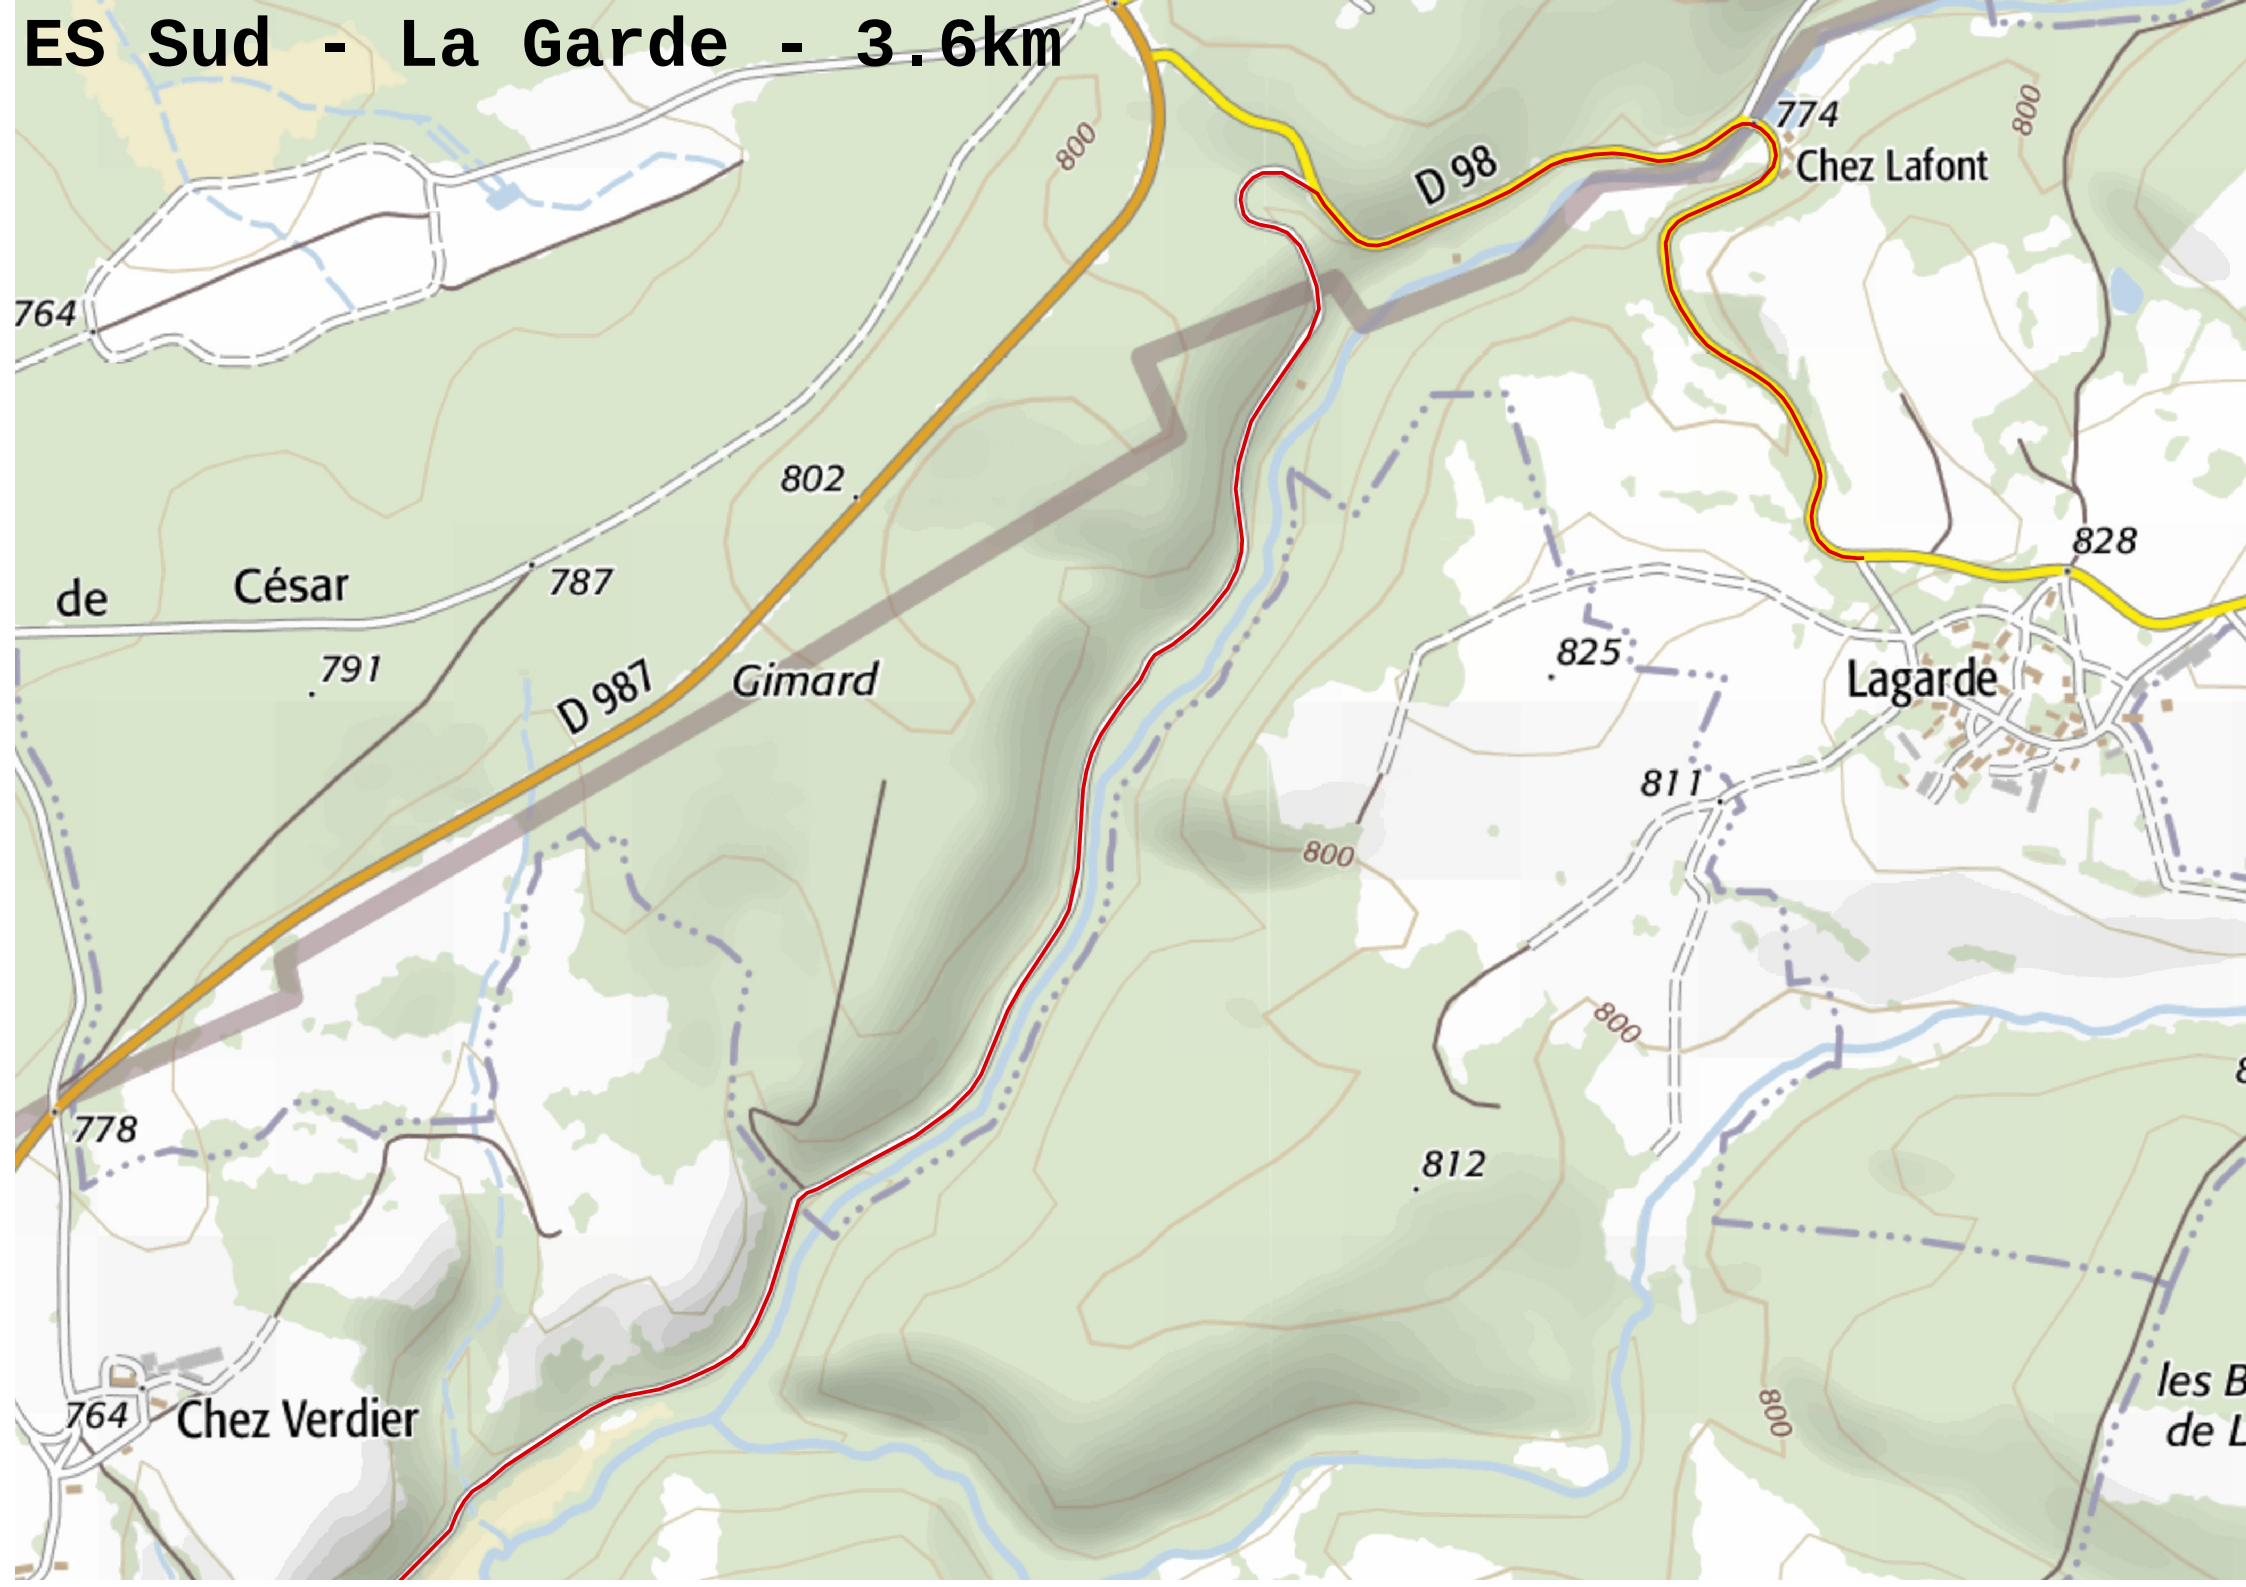 ES Sud - La Garde - 3.6km
774
Chez Lafont
800
800
D 98
764
802
787
de César
791
828
825
Lagarde
D 987
Gimard
811
800
800
778
812
764
Chez Verdier
800
les B
de L